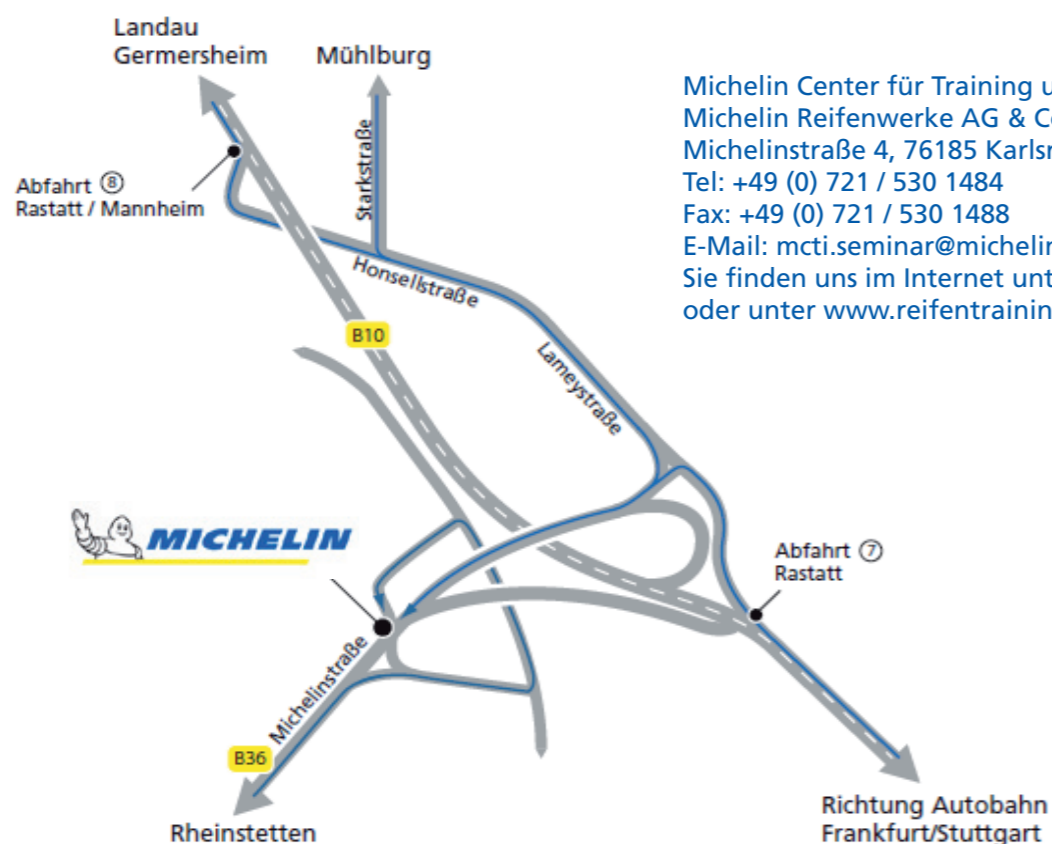 Landau
Germersheim
Mühlburg
Michelin Center für Training u
Michelin Reifenwerke AG & C
Michelinstraße 4, 76185 Karlsr
Tel: +49 (0) 721 / 530 1484
Fax: +49 (0) 721 / 530 1488
E-Mail: mcti.seminar@michelin
Sie finden uns im Internet unt
oder unter www.reifentrainin
Abfahrt ⑧
Rastatt / Mannheim
Starkstraße
Honsellstraße
B10
Lameystraße
MICHELIN
Abfahrt ⑦
Rastatt
Michelinstraße
B36
Rheinstetten
Richtung Autobahn
Frankfurt/Stuttgart